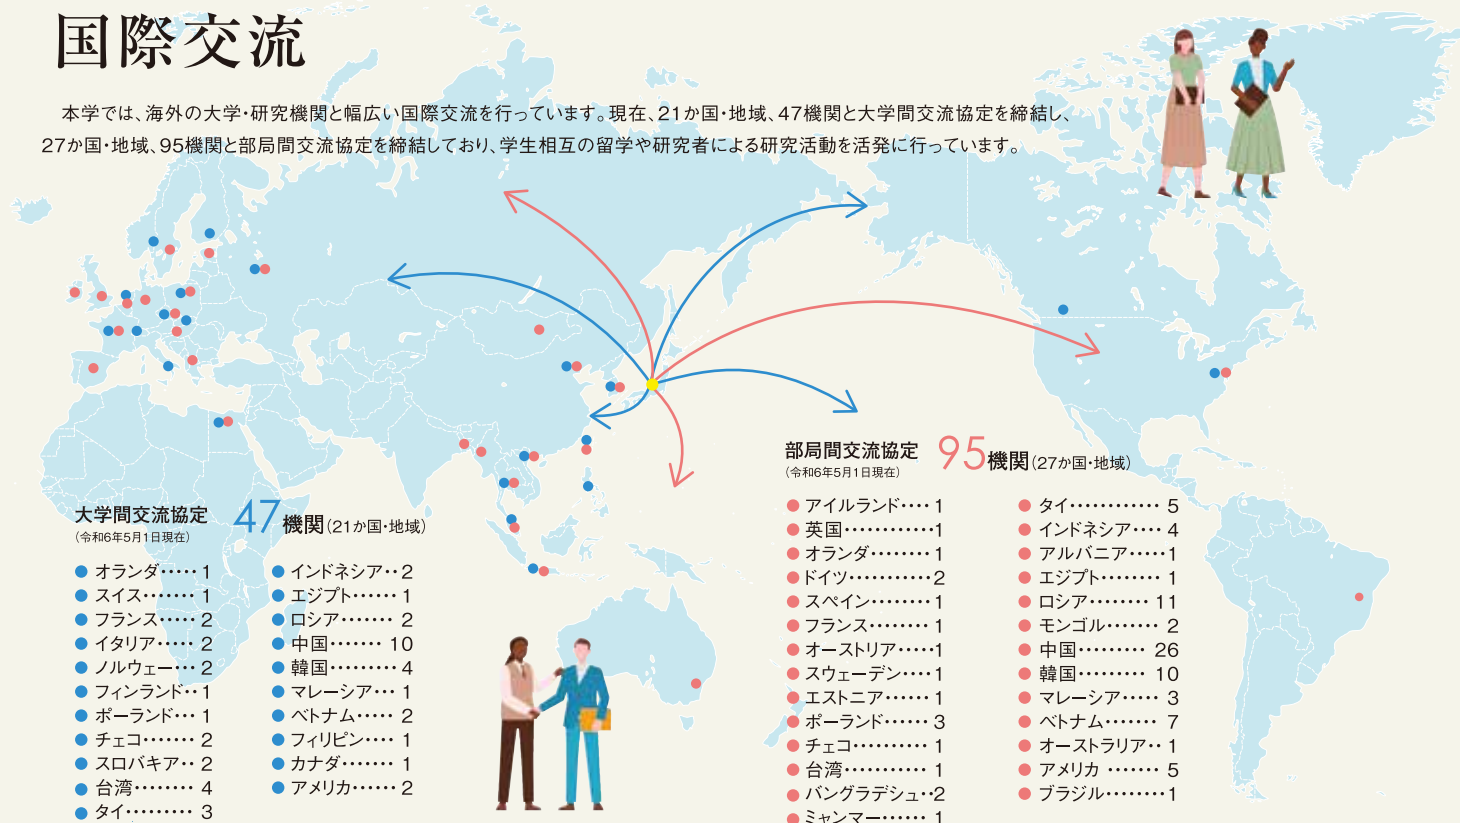 国際交流
本学では、海外の大学・研究機関と幅広い国際交流を行っています。現在、21か国・地域、47機関と大学間交流協定を締結し、
27か国・地域、95機関と部局間交流協定を締結しており、学生相互の留学や研究者による研究活動を活発に行っています。
大学間交流協定
(令和6年5月1日現在)
47機関(21か国・地域)
オランダ・・・・・1
スイス・・・・・・・1
フランス・・・・・2
イタリア・・・・・2
ノルウェー・・・2
フィンランド・・1
ポーランド・・・1
チェコ・・・・・・・2
スロバキア・・2
台湾・・・・・・・・4
タイ・・・・・・・・・3
インドネシア・・2
エジプト・・・・・・1
ロシア・・・・・・・2
中国・・・・・・・10
韓国・・・・・・・・・4
マレーシア・・・1
ベトナム・・・・・2
フィリピン・・・・1
カナダ・・・・・・・1
アメリカ・・・・・・2
部局間交流協定
(令和6年5月1日現在)
95機関(27か国・地域)
アイルランド・・・・1
英国・・・・・・・・・・・・1
オランダ・・・・・・・・1
ドイツ・・・・・・・・・・・2
スペイン・・・・・・・・1
フランス・・・・・・・・1
オーストリア・・・・・1
スウェーデン・・・・1
エストニア・・・・・・1
ポーランド・・・・・・3
チェコ・・・・・・・・・・1
台湾・・・・・・・・・・・1
バングラデシュ・・2
ミャンマー・・・・・・1
タイ・・・・・・・・・・・・5
インドネシア・・・・4
アルバニア・・・・・1
エジプト・・・・・・・・1
ロシア・・・・・・・・11
モンゴル・・・・・・・2
中国・・・・・・・・・26
韓国・・・・・・・・・10
マレーシア・・・・・3
ベトナム・・・・・・・7
オーストラリア・・1
アメリカ・・・・・・・5
ブラジル・・・・・・・・1